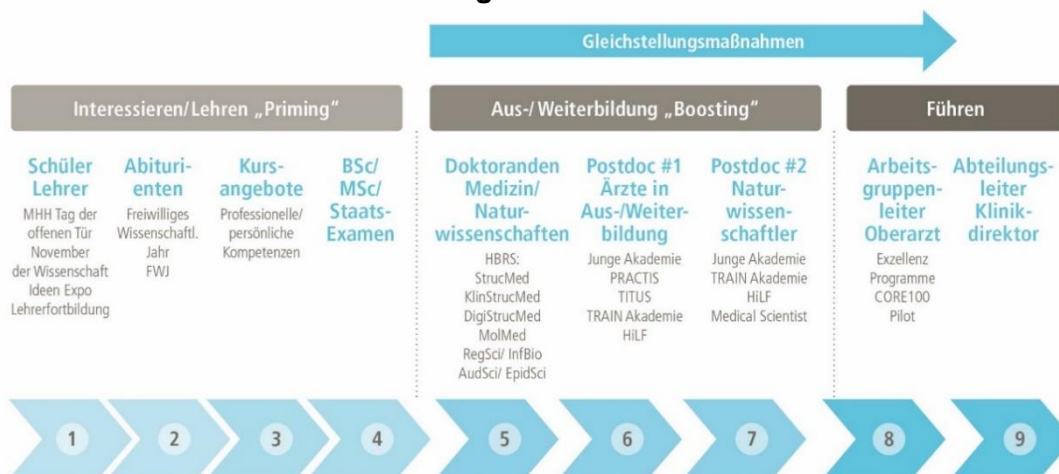 Gleichstellungsmaßnahmen
Interessieren/Lehren „Priming“
Aus-/ Weiterbildung „Boosting“
Führen
Schüler
Lehrer
MHH Tag der
offenen Tür
November
der Wissenschaft
Ideen Expo
Lehrerfortbildung
Abituri-
enten
Freiwilliges
Wissenschaftl.
Jahr
FWJ
Kurs-
angebote
Professionelle/
persönliche
Kompetenzen
BSc/
MSc/
Staats-
Examen
Doktoranden
Medizin/
Natur-
wissenschaften
HBRS:
StrucMed
KlinStrucMed
DigiStrucMed
MolMed
RegSci/ InfBio
AudSci/ EpidSci
Postdoc #1
Ärzte in
Aus-/Weiter-
bildung
Junge Akademie
PRACTIS
TITUS
TRAIN Akademie
HiLF
Postdoc #2
Natur-
wissen-
schaftler
Junge Akademie
TRAIN Akademie
HiLF
Medical Scientist
Arbeits-
gruppen-
leiter
Oberarzt
Exzellenz
Programme
CORE100
Pilot
Abteilungs-
leiter
Klinik-
direktor
1
2
3
4
5
6
7
8
9